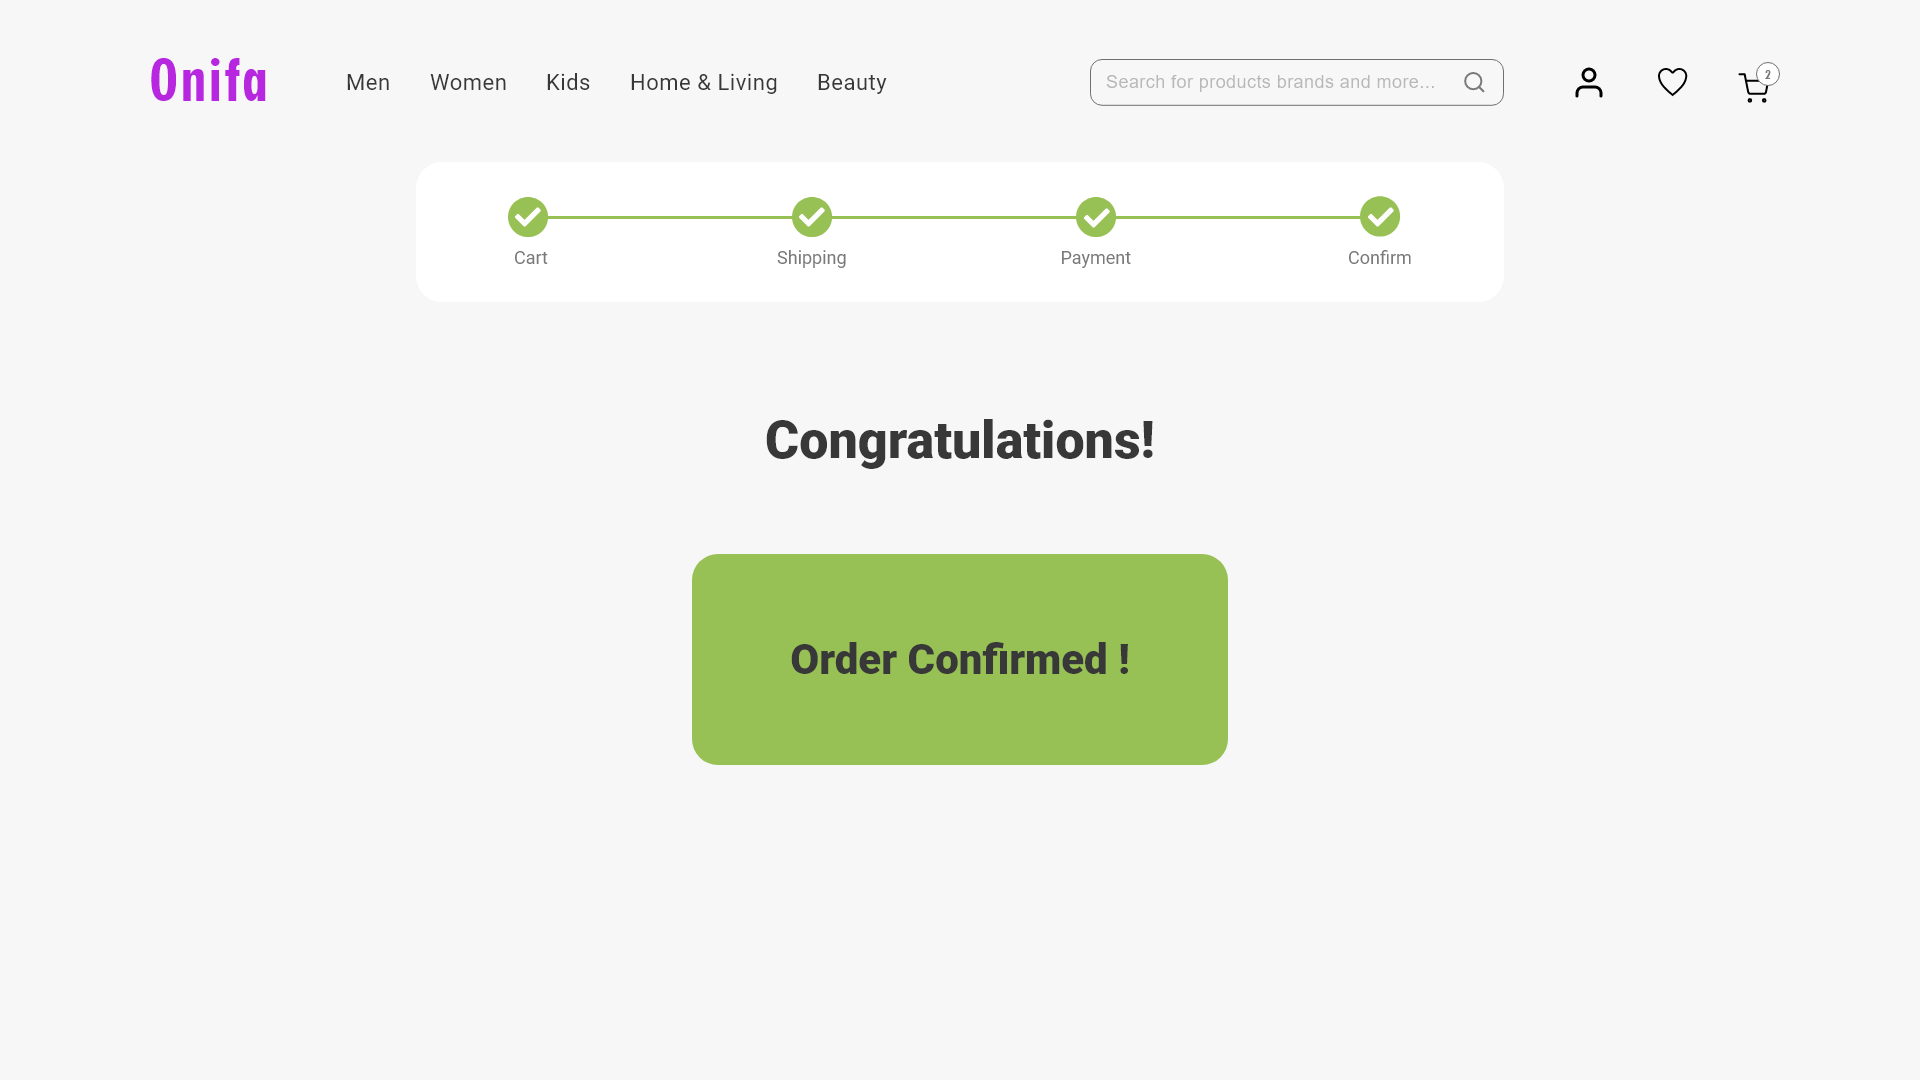 Onifa
Men Women Kids Home & Living Beauty
Search for products brands and more...
2
Cart Shipping Payment Confirm
Congratulations!
Order Confirmed !